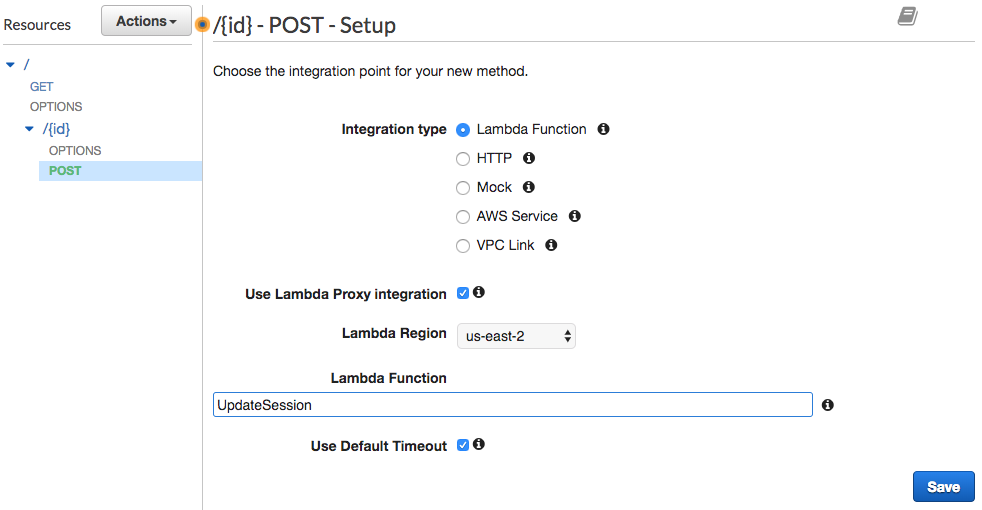 Resources
Actions
/{id} - POST - Setup
/
GET
OPTIONS
/{id}
OPTIONS
POST
Choose the integration point for your new method.
Integration type
Lambda Function
HTTP
Mock
AWS Service
VPC Link
Use Lambda Proxy integration
Lambda Region
us-east-2
Lambda Function
UpdateSession
Use Default Timeout
Save